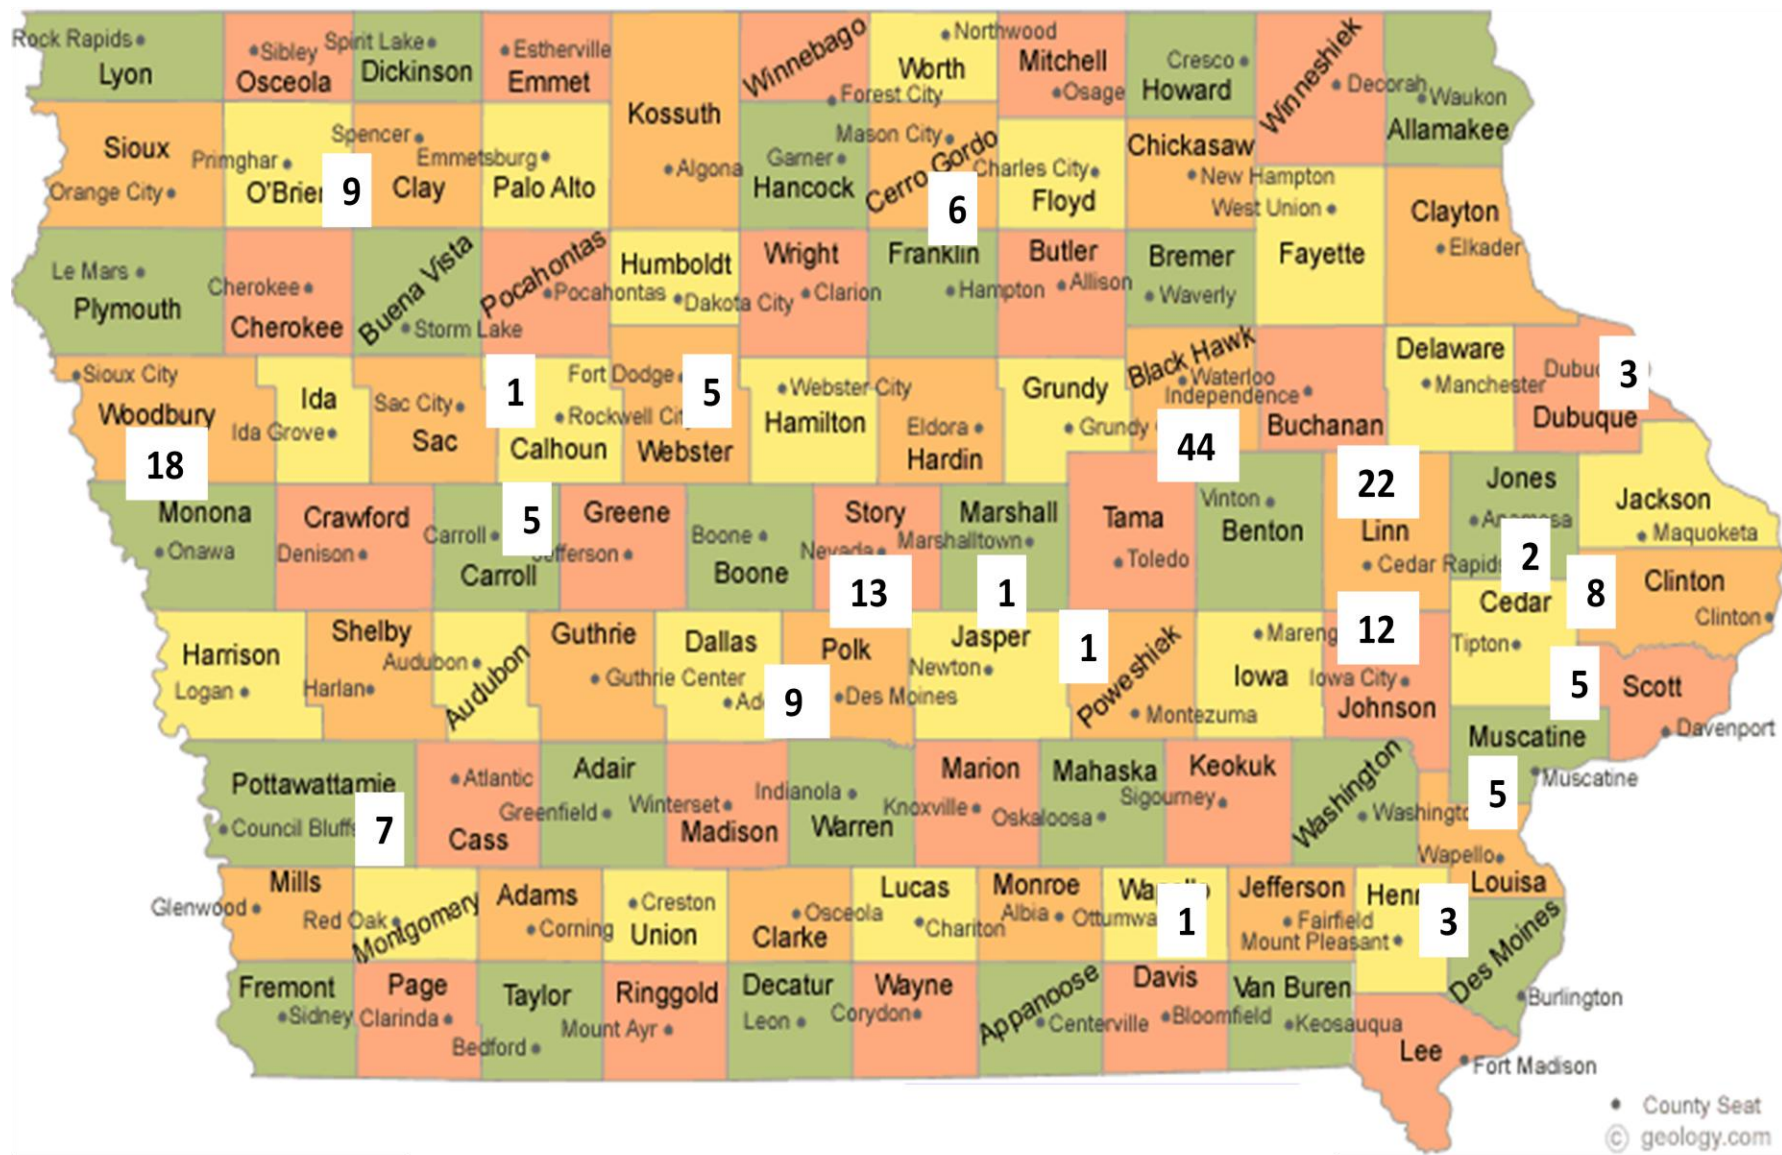 Rock Rapids
Lyon
Sibley
Osceola
Spirit Lake
Dickinson
Estherville
Emmet
Kossuth
Algona
Winnebago
Forest City
Northwood
Worth
Mitchell
Osage
Cresco
Howard
Winneshiek
Decorah
Waukon
Allamakee
Sioux
Orange City
Primghar
O'Brien
9
Spencer
Clay
Emmetsburg
Palo Alto
Garner
Hancock
Mason City
Cerro Gordo
6
Charles City
Floyd
Chickasaw
New Hampton
West Union
Fayette
Clayton
Elkader
Le Mars
Plymouth
Cherokee
Cherokee
Buena Vista
Storm Lake
Pocahontas
Pocahontas
Humboldt
Dakota City
Wright
Clarion
Franklin
Hampton
Butler
Allison
Bremer
Waverly
Sioux City
Woodbury
18
Ida
Ida Grove
Sac City
Sac
1
Rockwell Cit
Calhoun
Fort Dodge
5
Webster
Webster City
Hamilton
Eldora
Hardin
Grundy
Grundy
Black Hawk
Waterloo
44
Independence
Buchanan
Delaware
Manchester
Dubu
3
Dubuque
Monona
Onawa
Crawford
Denison
Carroll
5
Carroll
Greene
Jefferson
Boone
Boone
Story
Nevada
13
Marshall
Marshalltown
1
Tama
Toledo
Vinton
Benton
22
Linn
Cedar Rapids
Jones
Anamosa
2
Jackson
Maquoketa
8
Clinton
Clinton
Harrison
Logan
Shelby
Harlan
Audubon
Audubon
Guthrie
Guthrie Center
Dallas
Ad
9
Polk
Des Moines
Jasper
Newton
1
Poweshiek
Montezuma
Mareng
Iowa
12
Iowa City
Johnson
Cedar
Tipton
5
Scott
Davenport
Muscatine
Muscatine
5
Pottawattamie
Council Bluffs
7
Atlantic
Cass
Adair
Greenfield
Winterset
Madison
Indianola
Warren
Marion
Knoxville
Mahaska
Oskaloosa
Keokuk
Sigourney
Washington
Washingto
Wapello
Louisa
Mills
Glenwood
Red Oak
Montgomery
Adams
Corning
Creston
Union
Osceola
Clarke
Lucas
Chariton
Monroe
Albia
Wapello
Ottumwa
1
Jefferson
Fairfield
Mount Pleasant
Henr
3
Des Moines
Burlington
Fremont
Sidney
Page
Clarinda
Taylor
Bedford
Ringgold
Mount Ayr
Decatur
Leon
Wayne
Corydon
Appanoose
Centerville
Davis
Bloomfield
Van Buren
Keosauqua
Lee
Fort Madison
County Seat
© geology.com